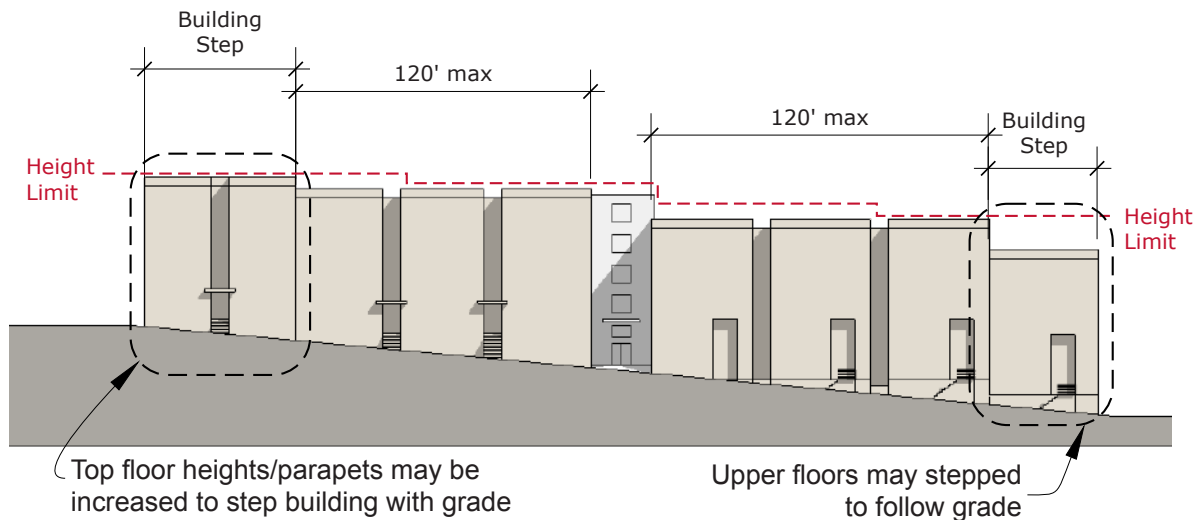 Building
Step
120' max
120' max
Building
Step
Height
Limit
Height
Limit
Top floor heights/parapets may be
increased to step building with grade
Upper floors may stepped
to follow grade